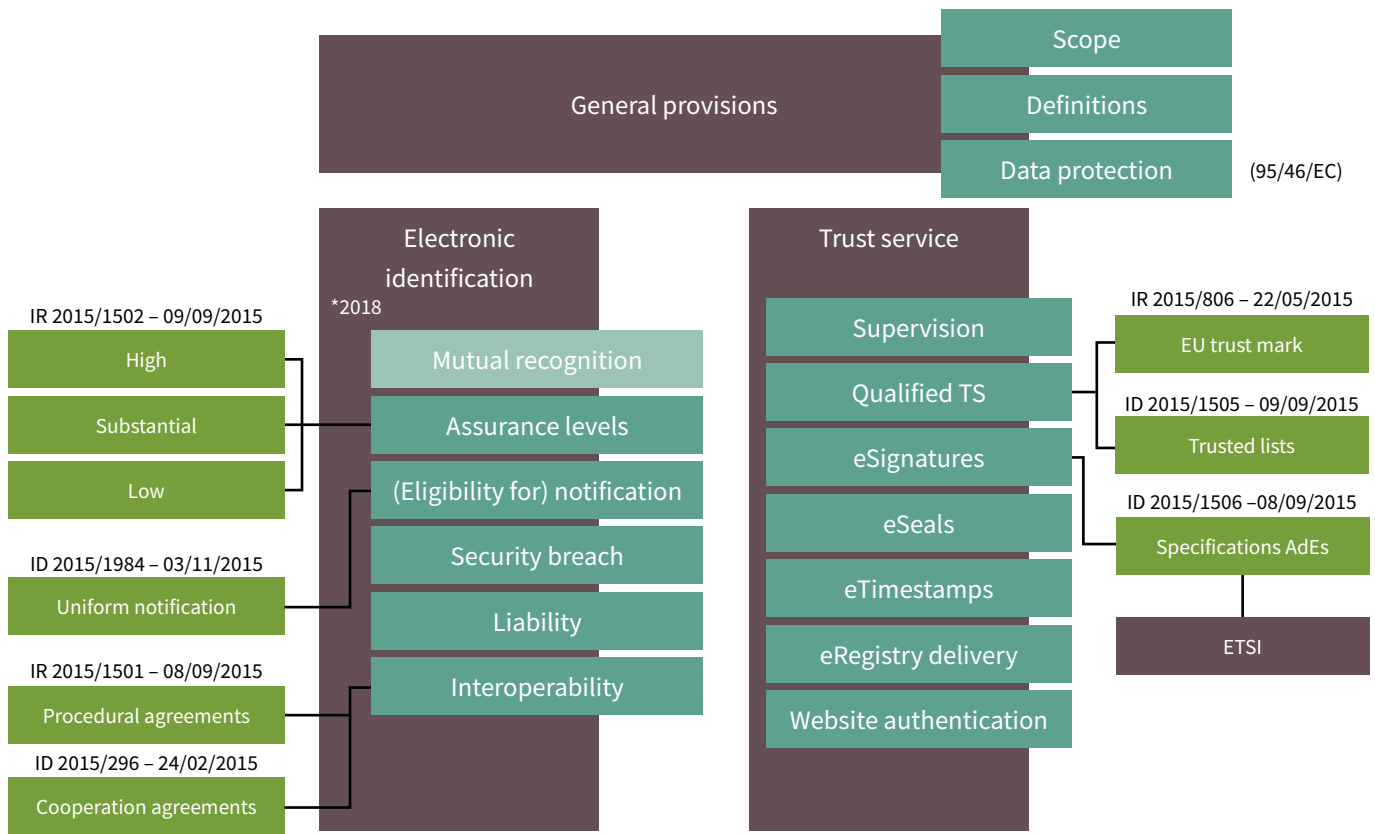 General provisions
Scope
Definitions
Data protection
(95/46/EC)
Electronic
identification
*2018
Mutual recognition
Assurance levels
(Eligibility for) notification
Security breach
Liability
Interoperability
IR 2015/1502 – 09/09/2015
High
Substantial
Low
ID 2015/1984 – 03/11/2015
Uniform notification
IR 2015/1501 – 08/09/2015
Procedural agreements
ID 2015/296 – 24/02/2015
Cooperation agreements
Trust service
Supervision
Qualified TS
eSignatures
eSeals
eTimestamps
eRegistry delivery
Website authentication
IR 2015/806 – 22/05/2015
EU trust mark
ID 2015/1505 – 09/09/2015
Trusted lists
ID 2015/1506 –08/09/2015
Specifications AdEs
ETSI